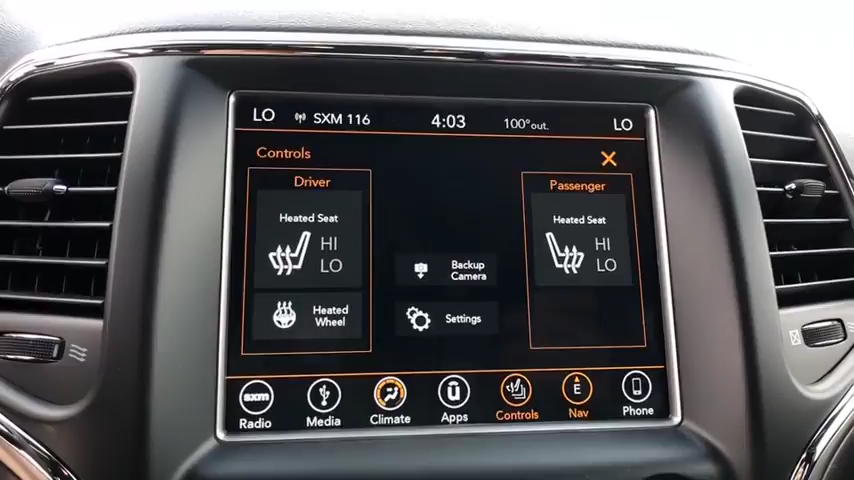 LO SXM 116 4:03 100° out. LO
Controls
Driver
Passenger
Heated Seat
HI
LO
Heated Seat
HI
LO
Backup
Camera
Heated
Wheel
Settings
sxm
E
Radio Media Climate Apps Controls Nav Phone